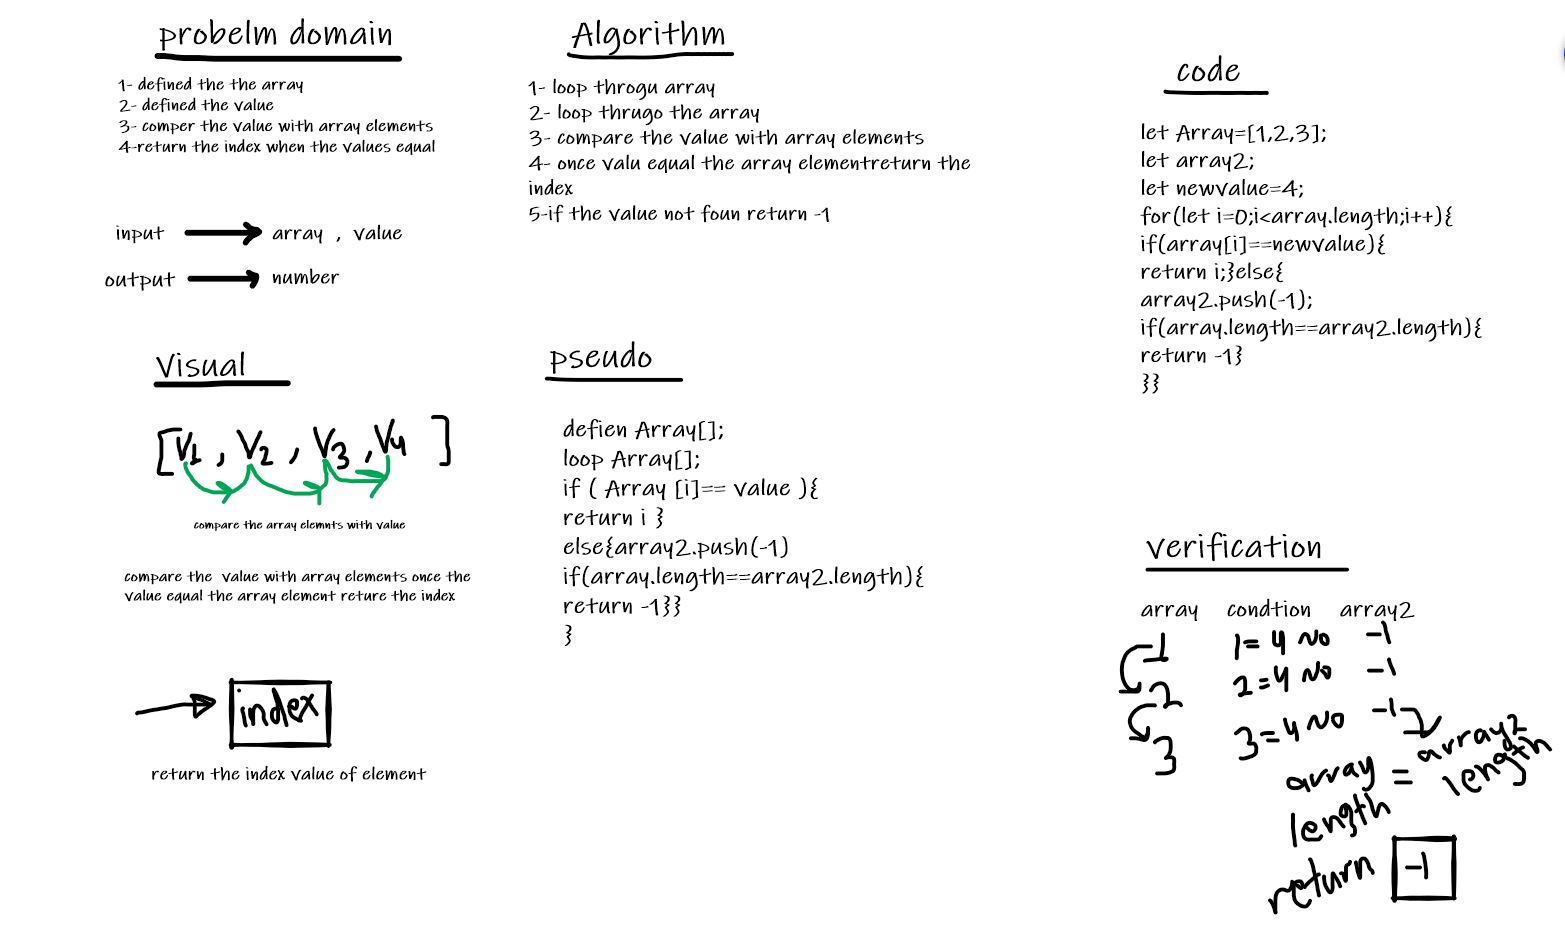 probelm domain
1- defined the the array
2- defined the value
3- comper the value with array elements
4-return the index when the values equal
input → array , value
output → number
Visual
[V1 , V2 , V3 , V4 ]
compare the array elemnts with value
compare the value with array elements once the
value equal the array element reture the index
index
return the index value of element
Algorithm
1- loop throgu array
2- loop thrugo the array
3- compare the value with array elements
4- once valu equal the array elementreturn the
index
5-if the value not foun return -1
pseudo
defien Array[];
loop Array[];
if ( Array [i]== value ){
return i }
else{array2.push(-1)
if(array.length==array2.length){
return -1}}
}
code
let Array=[1,2,3];
let array2;
let newvalue=4;
for(let i=0;i<array.length;i++){
if(array[i]==newvalue){
return i;}else{
array2.push(-1);
if(array.length==array2.length){
return -1}
}}
verification
array condtion array2
1 1=4 NO -1
2 2=4 NO -1
3 3=4 NO -1
array length = array2 length
return -1